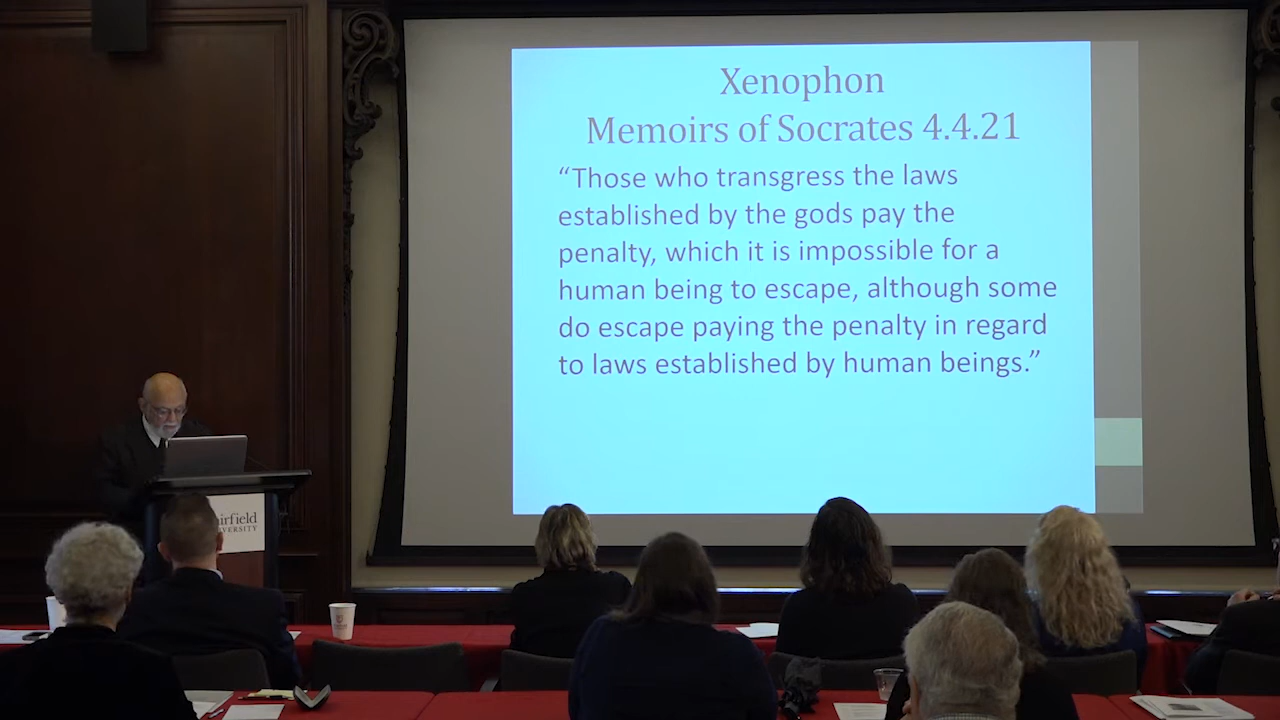 Xenophon
Memoirs of Socrates 4.4.21
“Those who transgress the laws
established by the gods pay the
penalty, which it is impossible for a
human being to escape, although some
do escape paying the penalty in regard
to laws established by human beings.”